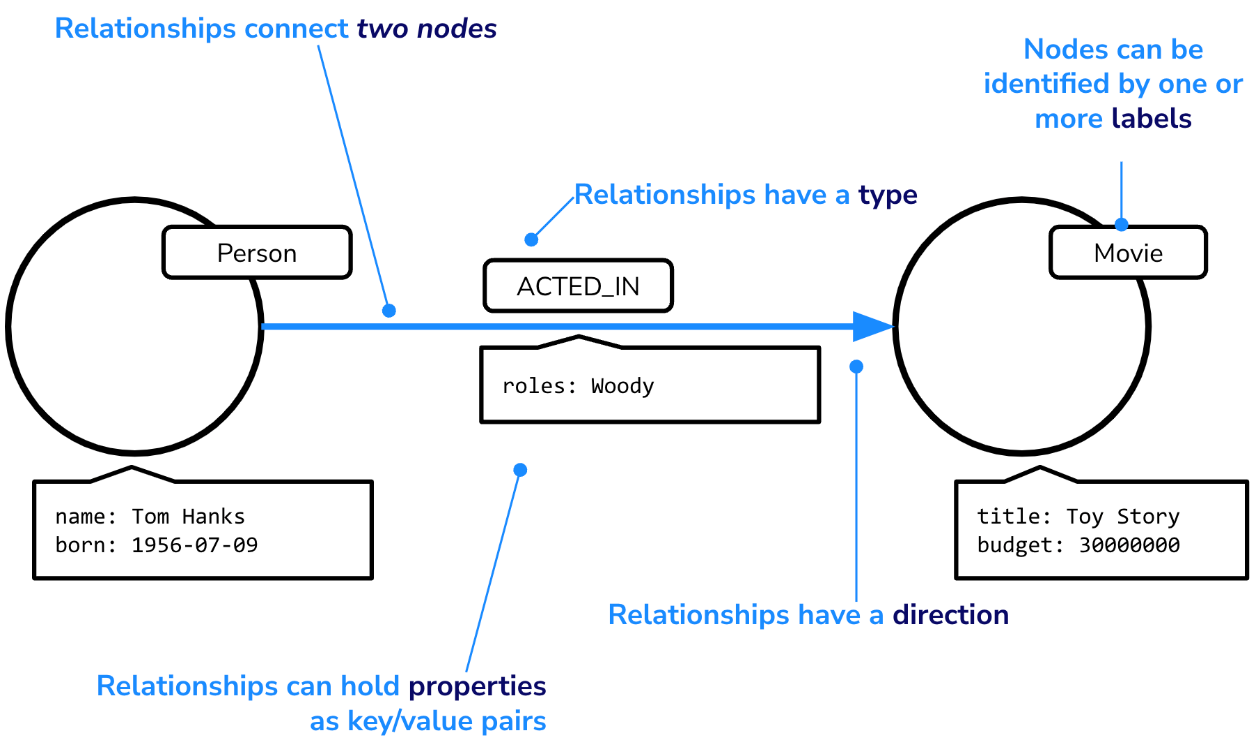 Relationships connect two nodes
Nodes can be
identified by one or
more labels
Relationships have a type
Person
ACTED_IN
Movie
roles: Woody
name: Tom Hanks
born: 1956-07-09
title: Toy Story
budget: 30000000
Relationships have a direction
Relationships can hold properties
as key/value pairs